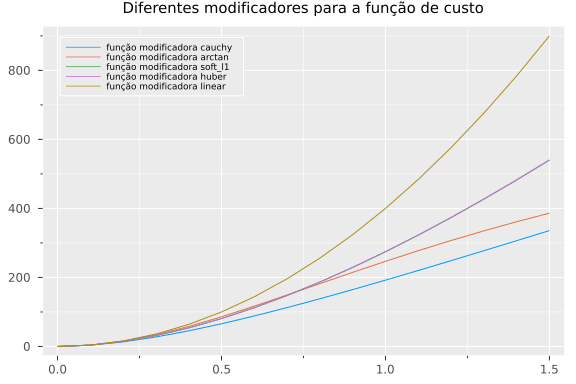 Diferentes modificadores para a função de custo
função modificadora cauchy
função modificadora arctan
função modificadora soft_l1
função modificadora huber
função modificadora linear
800
600
400
200
0
0.0 0.5 1.0 1.5